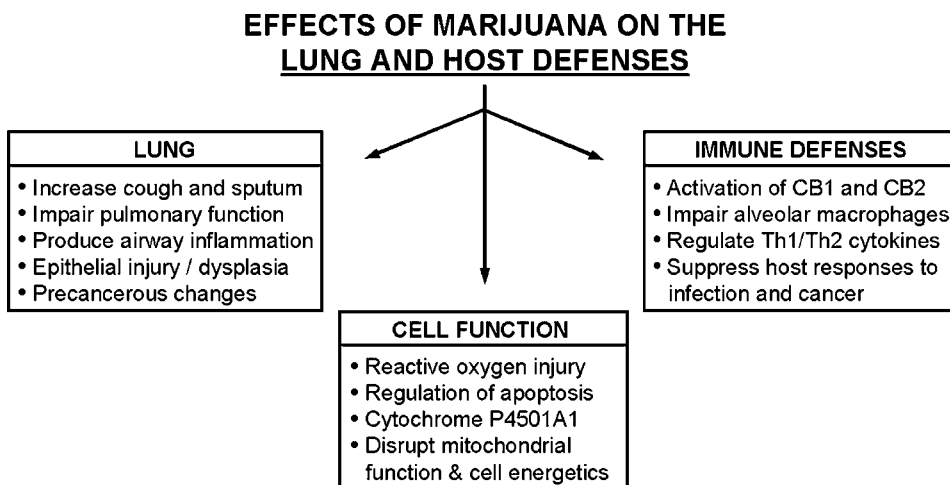 EFFECTS OF MARIJUANA ON THE
LUNG AND HOST DEFENSES
LUNG
• Increase cough and sputum
• Impair pulmonary function
• Produce airway inflammation
• Epithelial injury / dysplasia
• Precancerous changes
IMMUNE DEFENSES
• Activation of CB1 and CB2
• Impair alveolar macrophages
• Regulate Th1/Th2 cytokines
• Suppress host responses to
infection and cancer
CELL FUNCTION
• Reactive oxygen injury
• Regulation of apoptosis
• Cytochrome P4501A1
• Disrupt mitochondrial
function & cell energetics